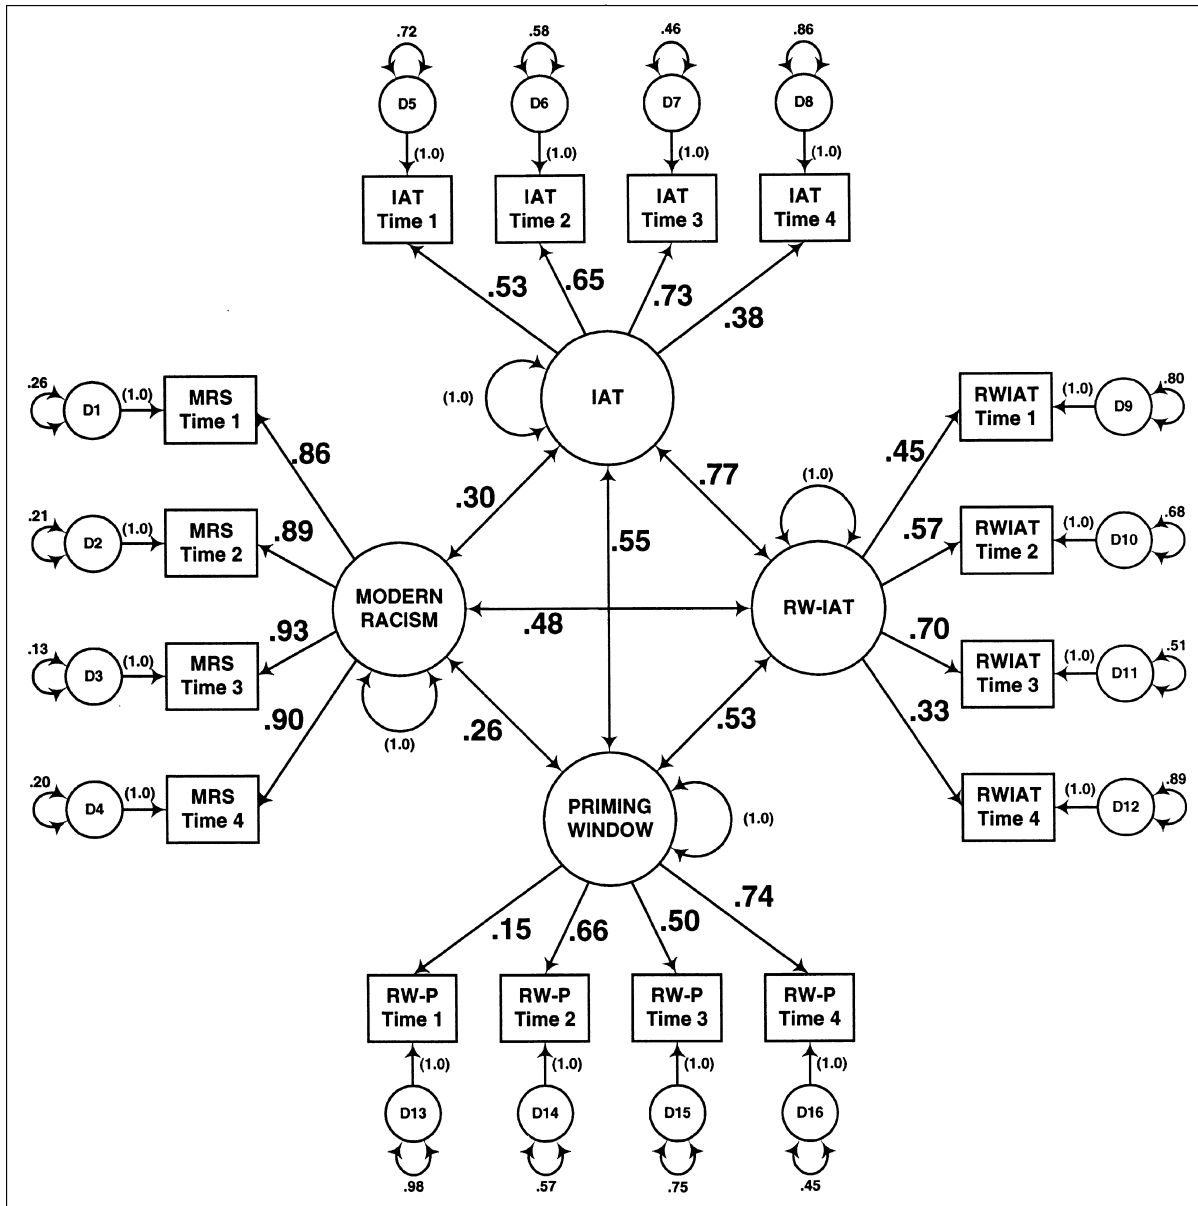 .72
.58
.46
.86
D5
D6
D7
D8
(1.0)
(1.0)
(1.0)
(1.0)
IAT
Time 1
IAT
Time 2
IAT
Time 3
IAT
Time 4
.53
.65
.73
.38
(1.0)
IAT
.26
D1
(1.0)
MRS
Time 1
.86
.21
D2
(1.0)
MRS
Time 2
.89
.13
D3
(1.0)
MRS
Time 3
.93
.20
D4
(1.0)
MRS
Time 4
.90
MODERN
RACISM
(1.0)
.30
.77
.55
.48
.26
.53
(1.0)
RW-IAT
.45
RWIAT
Time 1
(1.0)
D9
.80
.57
RWIAT
Time 2
(1.0)
D10
.68
.70
RWIAT
Time 3
(1.0)
D11
.51
.33
RWIAT
Time 4
(1.0)
D12
.89
PRIMING
WINDOW
(1.0)
.15
.66
.50
.74
RW-P
Time 1
RW-P
Time 2
RW-P
Time 3
RW-P
Time 4
(1.0)
(1.0)
(1.0)
(1.0)
D13
D14
D15
D16
.98
.57
.75
.45